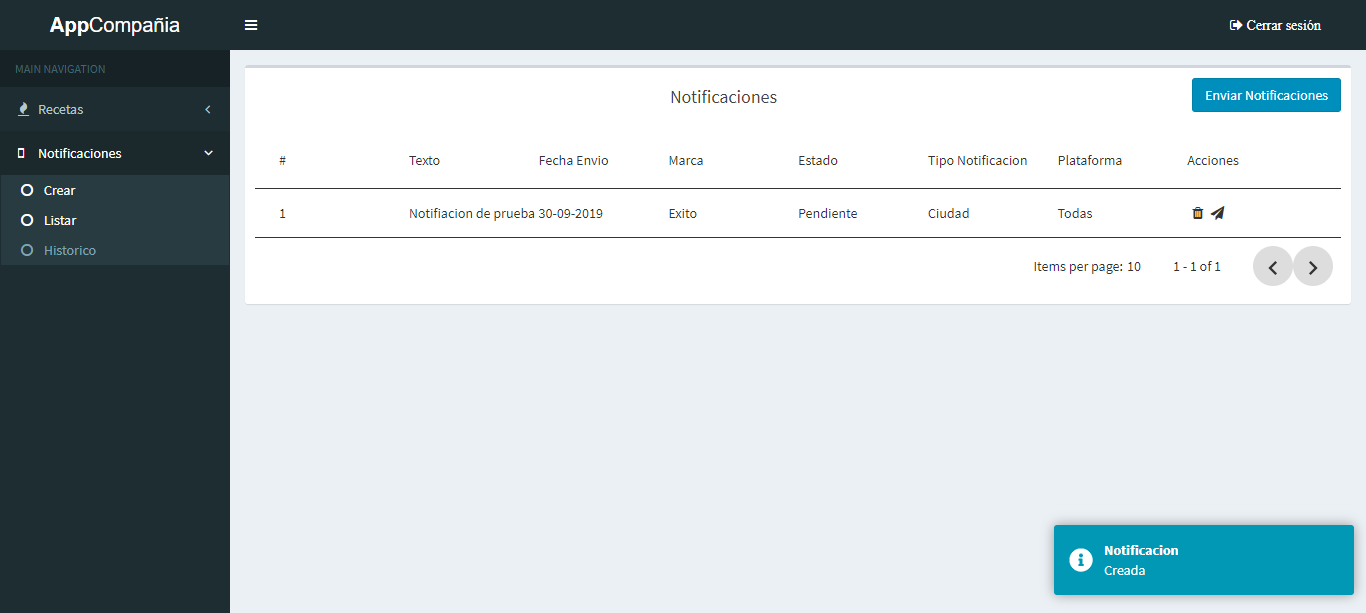 AppCompañia
Cerrar sesión
MAIN NAVIGATION
Recetas
Notificaciones
Crear
Listar
Historico
Notificaciones
Enviar Notificaciones
# Texto Fecha Envio Marca Estado Tipo Notificacion Plataforma Acciones
1 Notifiacion de prueba 30-09-2019 Exito Pendiente Ciudad Todas
Items per page: 10 1 - 1 of 1
Notificacion
Creada